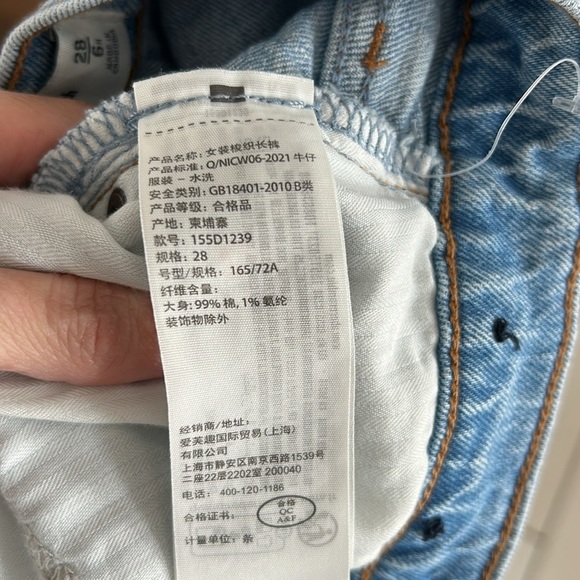 28
6R
产品名称：女装梭织长裤
产品标准：Q/NICW06-2021 牛仔
服装 – 水洗
安全类别：GB18401-2010 B类
产品等级：合格品
产地：柬埔寨
款号：155D1239
规格：28
号型/规格：165/72A
纤维含量：
大身：99% 棉, 1% 氨纶
装饰物除外
经销商/地址：
爱芙趣国际贸易(上海)
有限公司
上海市静安区南京西路1539号
二座22层2202室 200040
电话：400-120-1186
合格证书：
合格
QC
A&F
计量单位：条